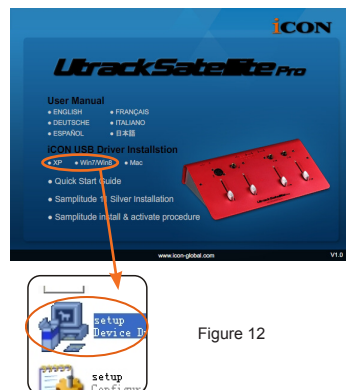 iCON
UtrackSatellite Pro
User Manual
● ENGLISH ● FRANÇAIS
● DEUTSCHE ● ITALIANO
● ESPAÑOL ● 日本語
iCON USB Driver Installstion
● XP ● Win7/Win8 ● Mac
● Quick Start Guide
● Samplitude 11 Silver Installation
● Samplitude install & activate procedure
www.icon-global.com V1.0
setup
Device D
Figure 12
setup
Configur